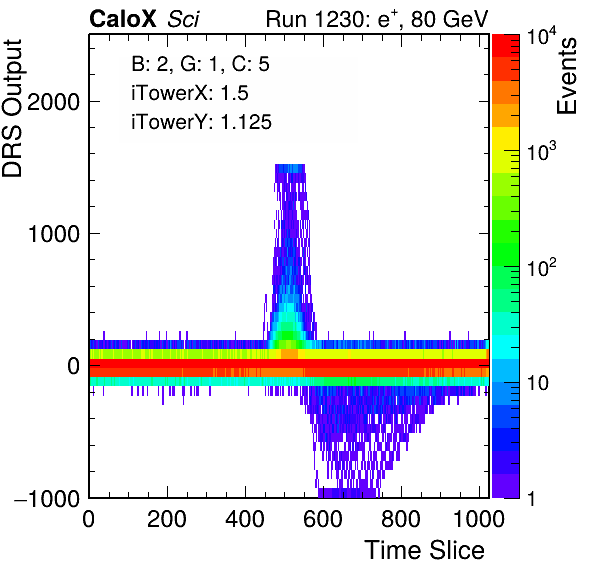 CaloX Sci
Run 1230: e⁺, 80 GeV
B: 2, G: 1, C: 5
iTowerX: 1.5
iTowerY: 1.125
DRS Output
2000
1000
0
−1000
0 200 400 600 800 1000
Time Slice
Events
10⁴
10³
10²
10
1